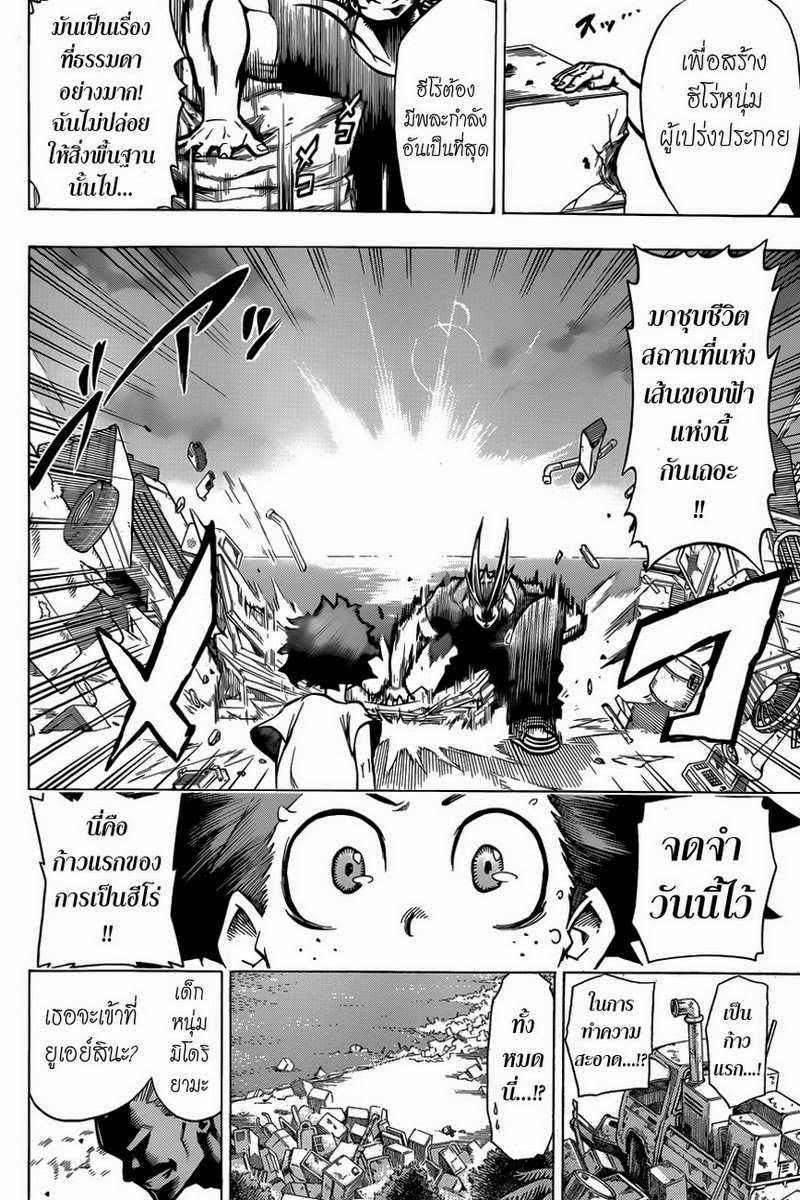 เพื่อสร้าง
ฮีโร่หนุ่ม
ผู้เปร่งประกาย
スッ…
ฮีโร่ต้อง
มีพละกำลัง
อันเป็นที่สุด
メコ
มันเป็นเรื่อง
ที่ธรรมดา
อย่างมาก!
ฉันไม่ปล่อย
ให้สิ่งพื้นฐาน
นั้นไป...
มาชุบชีวิต
สถานที่แห่ง
เส้นขอบฟ้า
แห่งนี้
กันเถอะ
!!
จดจำ
วันนี้ไว้
นี่คือ
ก้าวแรกของ
การเป็นฮีโร่
!!
เป็น
ก้าว
แรก...!
ในการ
ทำความ
สะอาด...!?
ทั้ง
หมด
นี่...!?
เด็ก
หนุ่ม
มิโดริ
ยามะ
เธอจะเข้าที่
ยูเอย์สินะ?